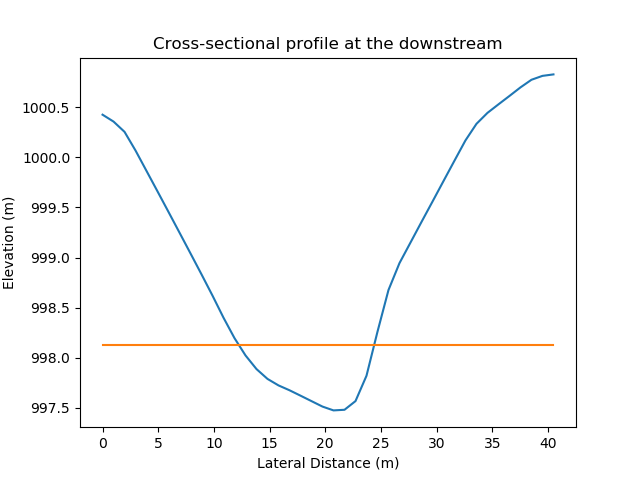 Cross-sectional profile at the downstream
1000.5
1000.0
999.5
999.0
998.5
998.0
997.5
Elevation (m)
0 5 10 15 20 25 30 35 40
Lateral Distance (m)